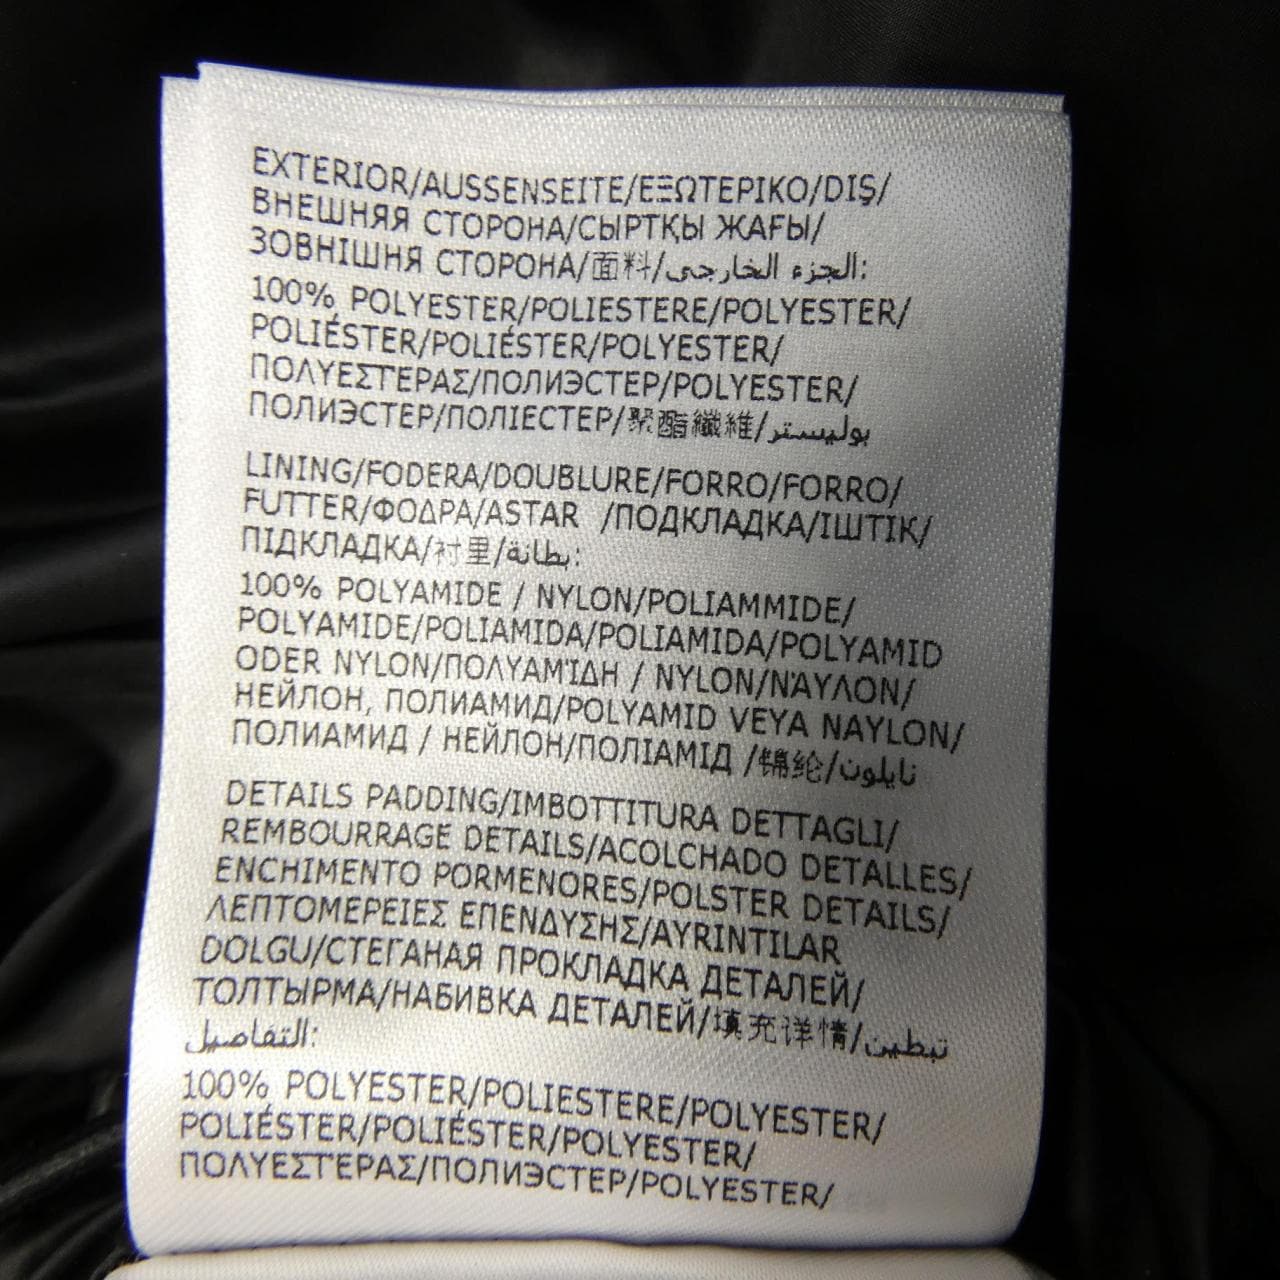 EXTERIOR/AUSSENSEITE/ΕΞΩΤΕΡΙΚΟ/DIŞ/
ВНЕШНЯЯ СТОРОНА/СЫРТҚЫ ЖАҒЫ/
ЗОВНІШНЯ СТОРОНА/面料/الجزء الخارجي:
100% POLYESTER/POLIESTERE/POLYESTER/
POLIÉSTER/POLIÉSTER/POLYESTER/
ΠΟΛΥΕΣΤΕΡΑΣ/ПОЛИЭСТЕР/POLYESTER/
ПОЛИЭСТЕР/ПОЛІЕСТЕР/聚酯纖維/بوليستر
LINING/FODERA/DOUBLURE/FORRO/FORRO/
FUTTER/ΦΟΔΡΑ/ASTAR /ПОДКЛАДКА/ІШТІК/
ПІДКЛАДКА/衬里/بطانة:
100% POLYAMIDE / NYLON/POLIAMMIDE/
POLYAMIDE/POLIAMIDA/POLIAMIDA/POLYAMID
ODER NYLON/ΠΟΛΥΑΜΊΔΗ / NYLON/ΝΆΥΛΟΝ/
НЕЙЛОН, ПОЛИАМИД/POLYAMID VEYA NAYLON/
ПОЛИАМИД / НЕЙЛОН/ПОЛІАМІД /锦纶/نايلون
DETAILS PADDING/IMBOTTITURA DETTAGLI/
REMBOURRAGE DETAILS/ACOLCHADO DETALLES/
ENCHIMENTO PORMENORES/POLSTER DETAILS/
ΛΕΠΤΟΜΕΡΕΙΕΣ ΕΠΕΝΔΥΣΗΣ/AYRINTILAR
DOLGU/СТЕГАНАЯ ПРОКЛАДКА ДЕТАЛЕЙ/
ТОЛТЫРМА/НАБИВКА ДЕТАЛЕЙ/填充详情/تبطين
التفاصيل:
100% POLYESTER/POLIESTERE/POLYESTER/
POLIÉSTER/POLIÉSTER/POLYESTER/
ΠΟΛΥΕΣΤΕΡΑΣ/ПОЛИЭСТЕР/POLYESTER/